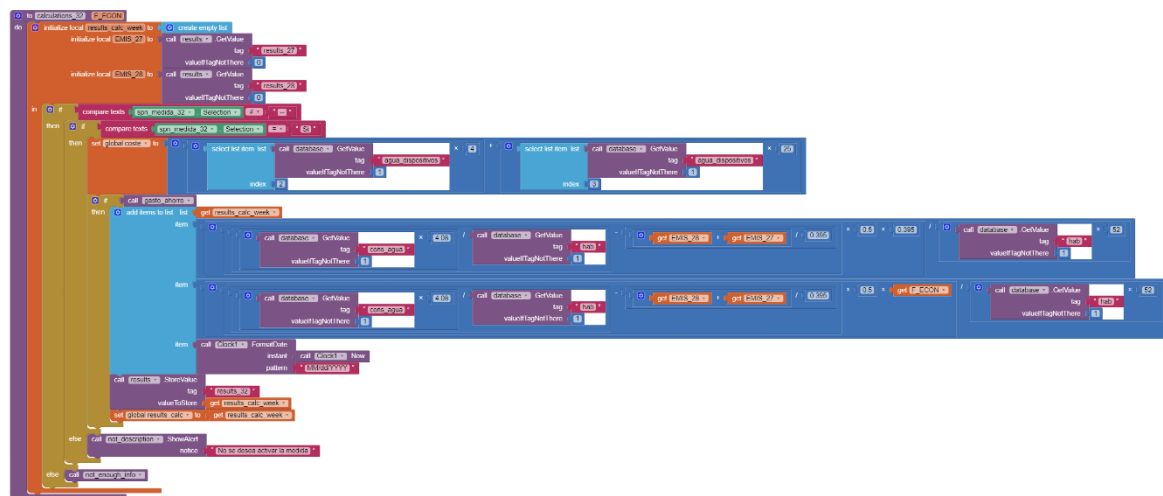 to calculations_32 F_ECON
do initialize local results_calc_week to create empty list
initialize local EMIS_27 to call results .GetValue
tag " results_27 "
valueIfTagNotThere 0
initialize local EMIS_28 to call results .GetValue
tag " results_28 "
valueIfTagNotThere 0
in if compare texts spn_medida_32 . Selection ≠ " -- "
then if compare texts spn_medida_32 . Selection = " Si "
then set global coste to select list item list call database .GetValue × 4 + select list item list call database .GetValue × 25
tag " agua_dispositivos " tag " agua_dispositivos "
valueIfTagNotThere 1 valueIfTagNotThere 1
index 2 index 3
if call gasto_ahorro
then add items to list list get results_calc_week
item call database .GetValue × 4.08 / call database .GetValue - get EMIS_28 + get EMIS_27 / 0.395 × 0.5 × 0.395 / call database .GetValue × 52
tag " cons_agua " tag " hab " tag " hab "
valueIfTagNotThere 1 valueIfTagNotThere 1 valueIfTagNotThere 1
item call database .GetValue × 4.08 / call database .GetValue - get EMIS_28 + get EMIS_27 / 0.395 × 0.5 × get F_ECON / call database .GetValue × 52
tag " cons_agua " tag " hab " tag " hab "
valueIfTagNotThere 1 valueIfTagNotThere 1 valueIfTagNotThere 1
item call Clock1 .FormatDate
instant call Clock1 .Now
pattern " MM/dd/YYYY "
call results .StoreValue
tag " results_32 "
valueToStore get results_calc_week
set global results_calc to get results_calc_week
else call not_description .ShowAlert
notice " No se desea activar la medida "
else call not_enough_info